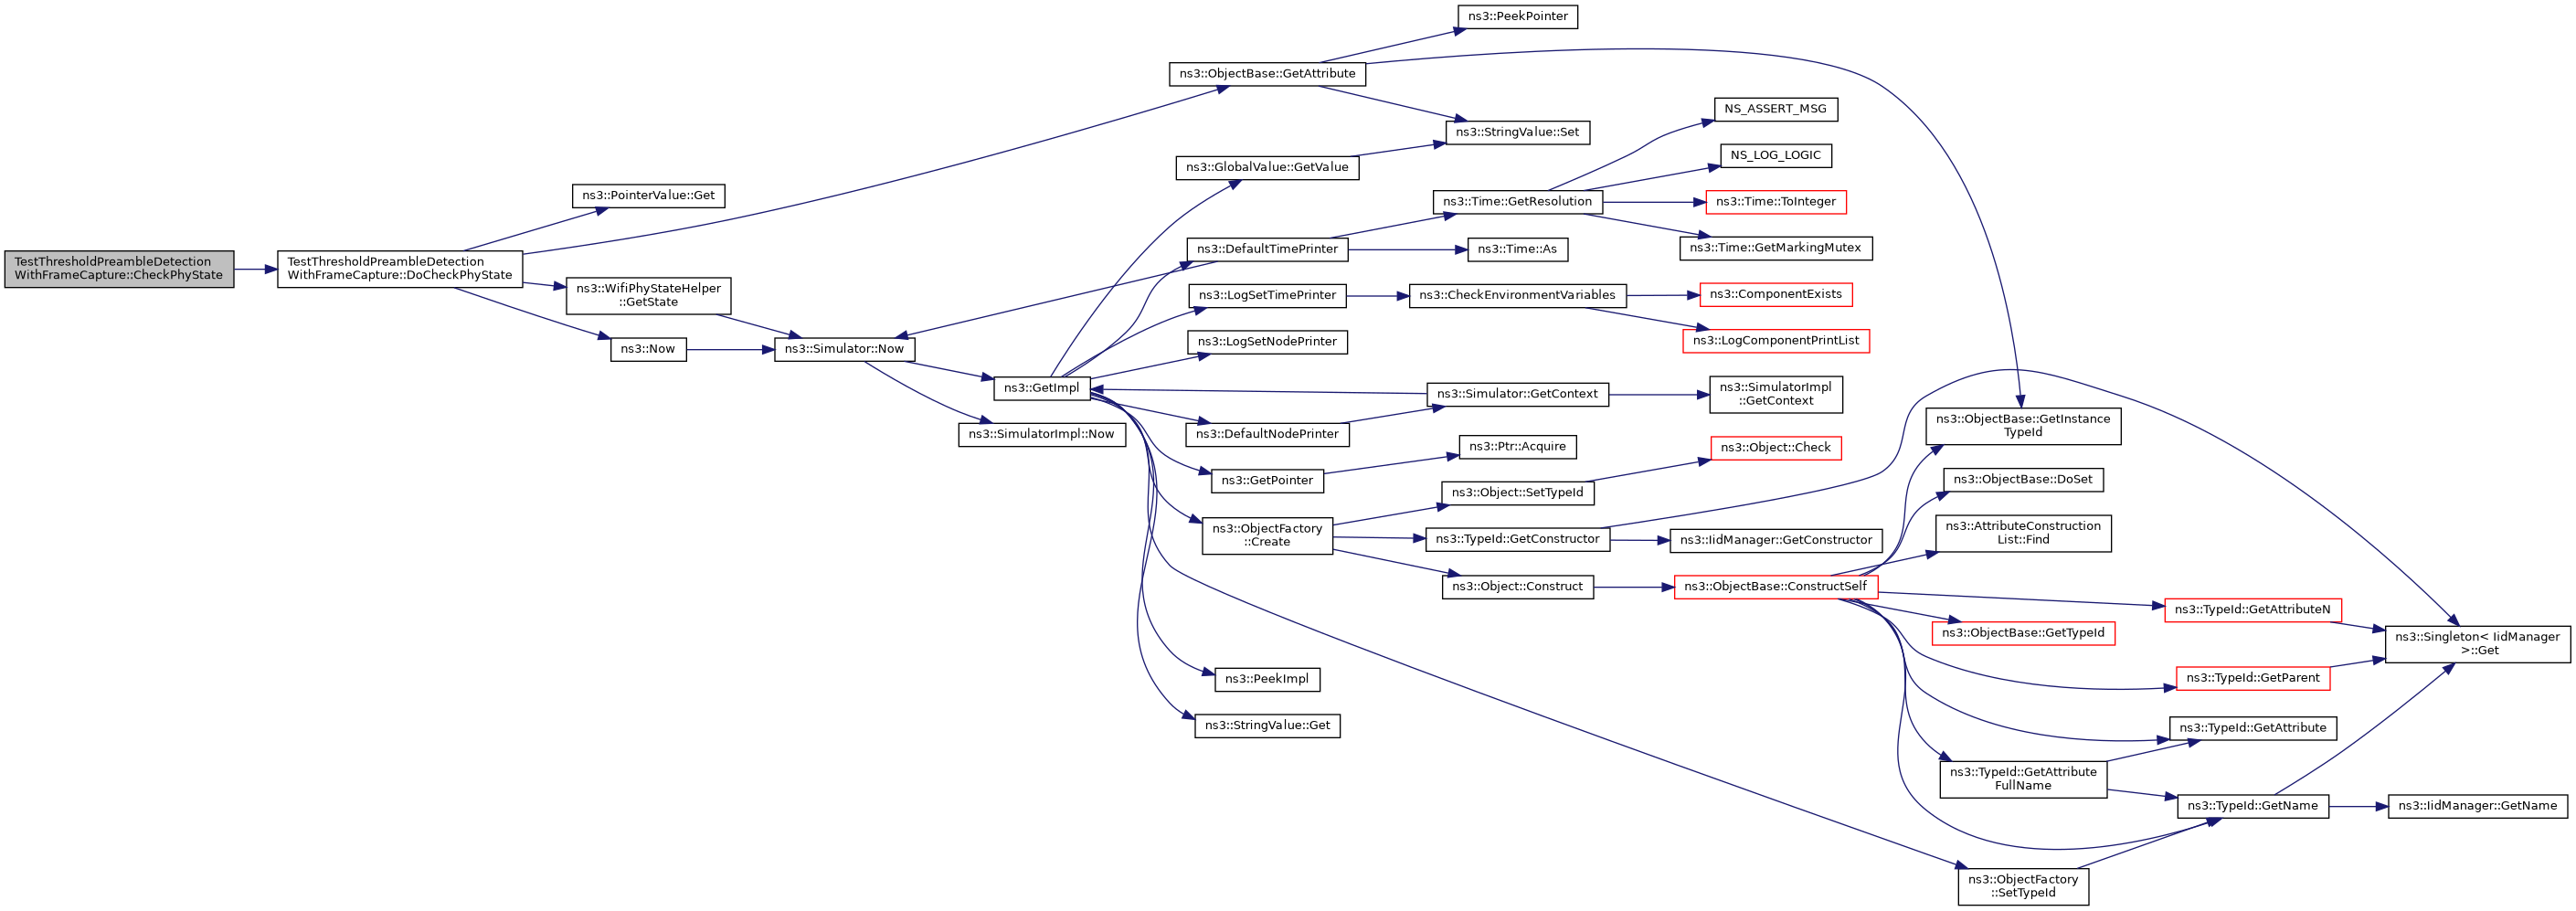 TestThresholdPreambleDetection
WithFrameCapture::CheckPhyState
TestThresholdPreambleDetection
WithFrameCapture::DoCheckPhyState
ns3::PointerValue::Get
ns3::WifiPhyStateHelper
::GetState
ns3::Now
ns3::Simulator::Now
ns3::GetImpl
ns3::SimulatorImpl::Now
ns3::ObjectBase::GetAttribute
ns3::GlobalValue::GetValue
ns3::DefaultTimePrinter
ns3::LogSetTimePrinter
ns3::LogSetNodePrinter
ns3::DefaultNodePrinter
ns3::GetPointer
ns3::ObjectFactory
::Create
ns3::PeekImpl
ns3::StringValue::Get
ns3::PeekPointer
ns3::StringValue::Set
ns3::Time::GetResolution
ns3::Time::As
ns3::CheckEnvironmentVariables
ns3::Simulator::GetContext
ns3::Ptr::Acquire
ns3::Object::SetTypeId
ns3::TypeId::GetConstructor
ns3::Object::Construct
NS_ASSERT_MSG
NS_LOG_LOGIC
ns3::Time::ToInteger
ns3::Time::GetMarkingMutex
ns3::ComponentExists
ns3::LogComponentPrintList
ns3::SimulatorImpl
::GetContext
ns3::Object::Check
ns3::IidManager::GetConstructor
ns3::ObjectBase::ConstructSelf
ns3::ObjectBase::GetInstance
TypeId
ns3::ObjectBase::DoSet
ns3::AttributeConstruction
List::Find
ns3::ObjectBase::GetTypeId
ns3::TypeId::GetAttribute
FullName
ns3::ObjectFactory
::SetTypeId
ns3::TypeId::GetAttributeN
ns3::TypeId::GetParent
ns3::TypeId::GetAttribute
ns3::TypeId::GetName
ns3::Singleton< IidManager
>::Get
ns3::IidManager::GetName